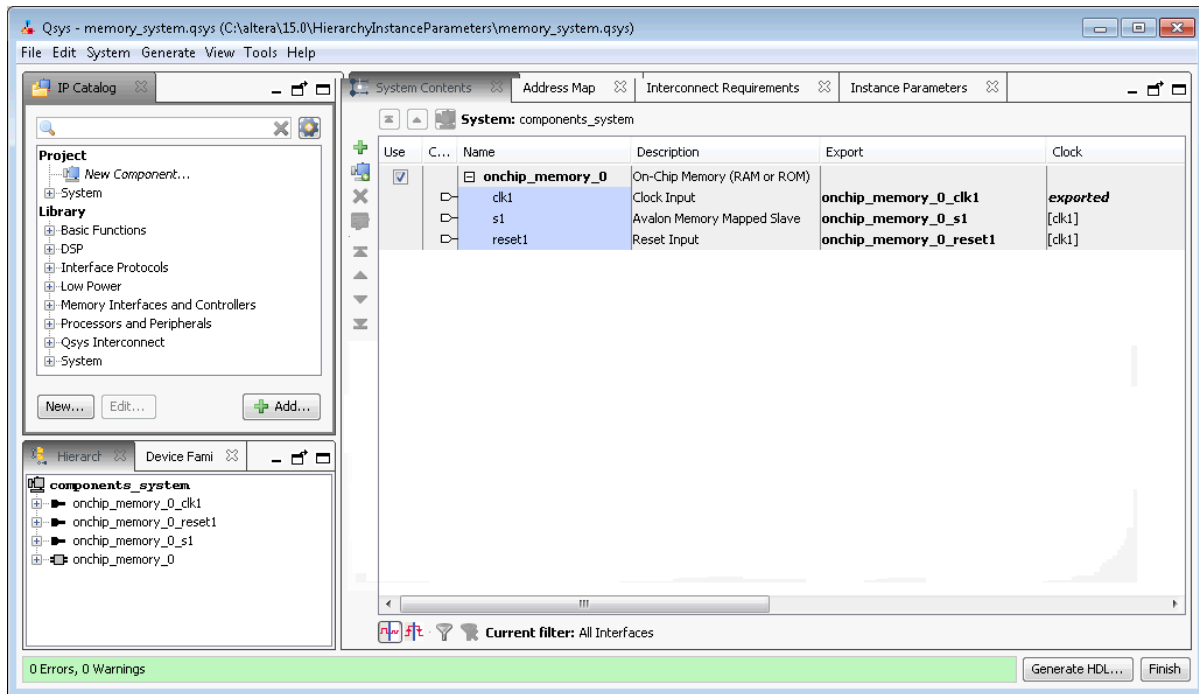 Qsys - memory_system.qsys (C:\altera\15.0\HierarchyInstanceParameters\memory_system.qsys)
File Edit System Generate View Tools Help
IP Catalog
Project
New Component...
System
Library
Basic Functions
DSP
Interface Protocols
Low Power
Memory Interfaces and Controllers
Processors and Peripherals
Qsys Interconnect
System
New... Edit... Add...
Hierarch Device Fami
components_system
onchip_memory_0_clk1
onchip_memory_0_reset1
onchip_memory_0_s1
onchip_memory_0
System Contents Address Map Interconnect Requirements Instance Parameters
System: components_system
Use C... Name Description Export Clock
onchip_memory_0 On-Chip Memory (RAM or ROM)
clk1 Clock Input onchip_memory_0_clk1 exported
s1 Avalon Memory Mapped Slave onchip_memory_0_s1 [clk1]
reset1 Reset Input onchip_memory_0_reset1 [clk1]
Current filter: All Interfaces
0 Errors, 0 Warnings Generate HDL... Finish